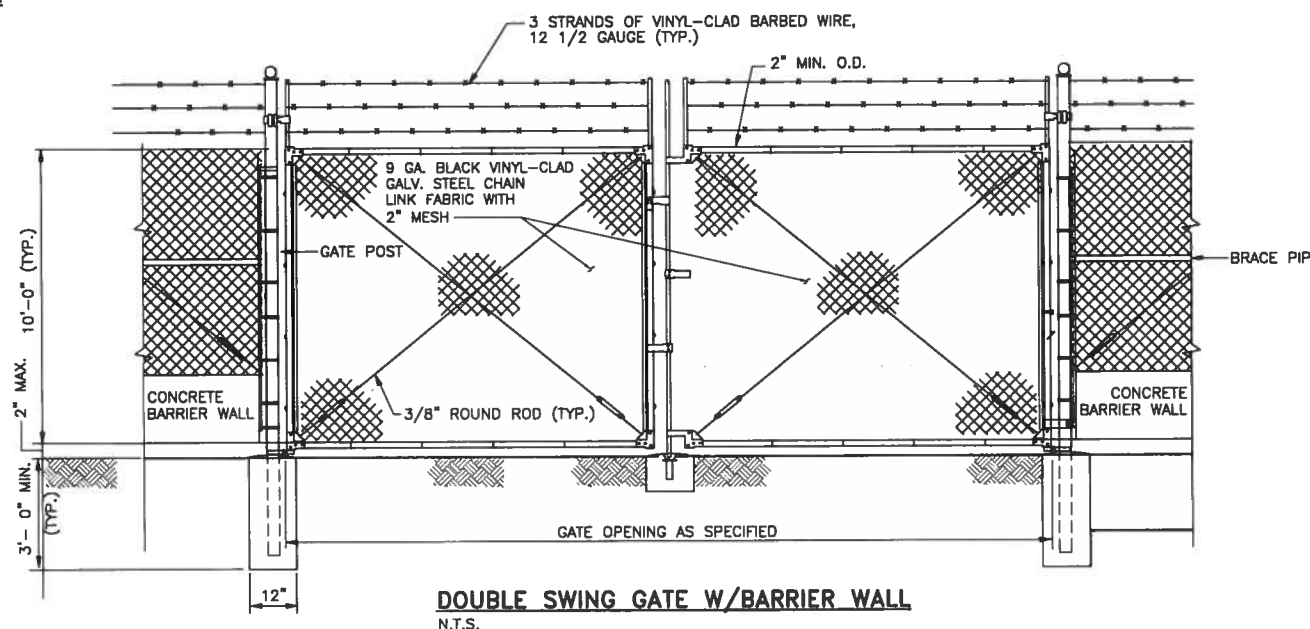 3 STRANDS OF VINYL-CLAD BARBED WIRE,
12 1/2 GAUGE (TYP.)
2" MIN. O.D.
9 GA. BLACK VINYL-CLAD
GALV. STEEL CHAIN
LINK FABRIC WITH
2" MESH
GATE POST
BRACE PIP
10'-0" (TYP.)
2" MAX.
CONCRETE
BARRIER WALL
3/8" ROUND ROD (TYP.)
CONCRETE
BARRIER WALL
3'- 0" MIN.
(TYP.)
GATE OPENING AS SPECIFIED
12"
DOUBLE SWING GATE W/BARRIER WALL
N.T.S.